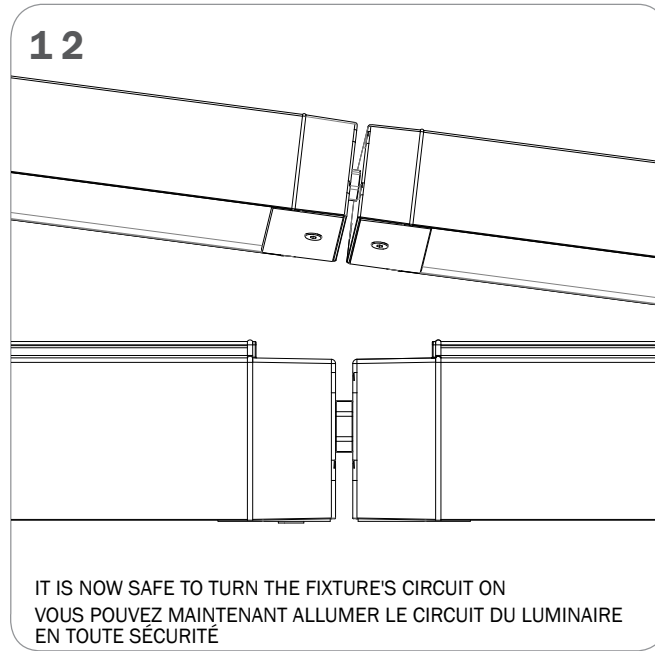 12
IT IS NOW SAFE TO TURN THE FIXTURE'S CIRCUIT ON
VOUS POUVEZ MAINTENANT ALLUMER LE CIRCUIT DU LUMINAIRE
EN TOUTE SÉCURITÉ